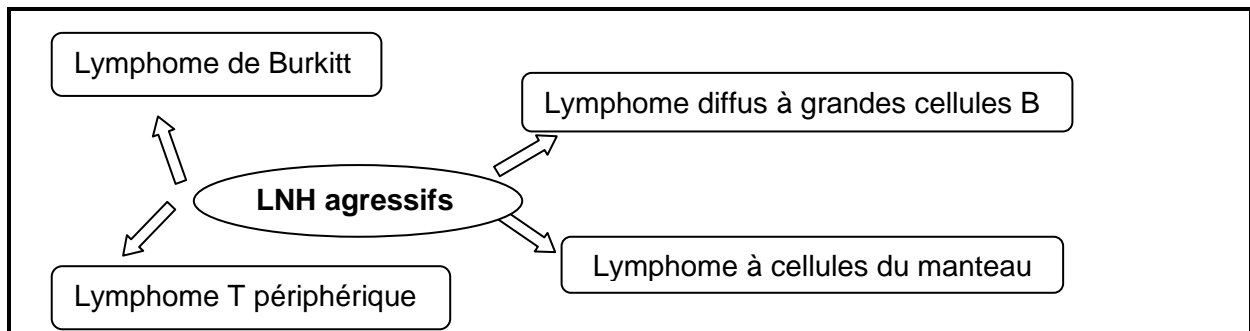 Lymphome de Burkitt
Lymphome diffus à grandes cellules B
LNH agressifs
Lymphome à cellules du manteau
Lymphome T périphérique